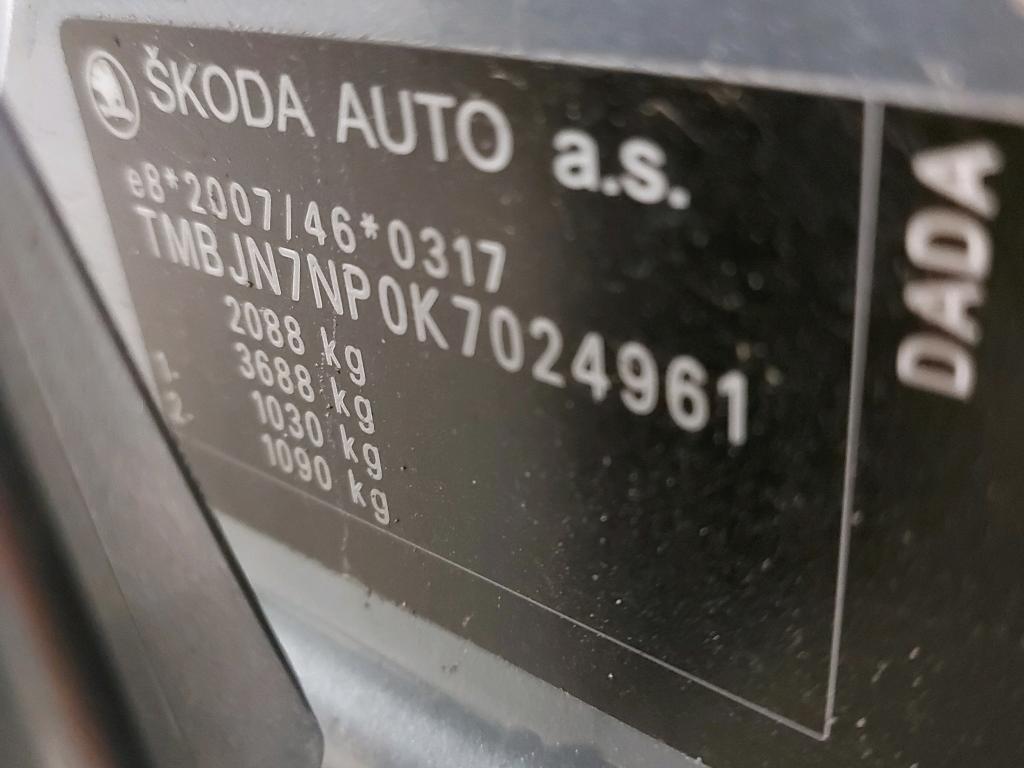 ŠKODA AUTO a.s.
e8*2007/46*0317
TMBJN7NP0K7024961
2088 kg
3688 kg
1. 1030 kg
2. 1090 kg
DADA